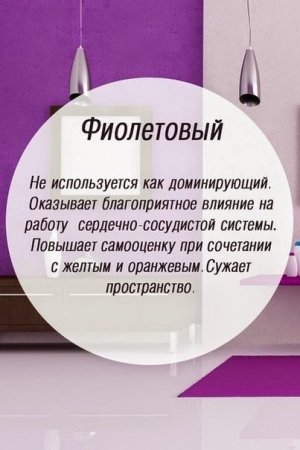 Фиолетовый
Не используется как доминирующий.
Оказывает благоприятное влияние на
работу сердечно-сосудистой системы.
Повышает самооценку при сочетании
с желтым и оранжевым.Сужает
пространство.